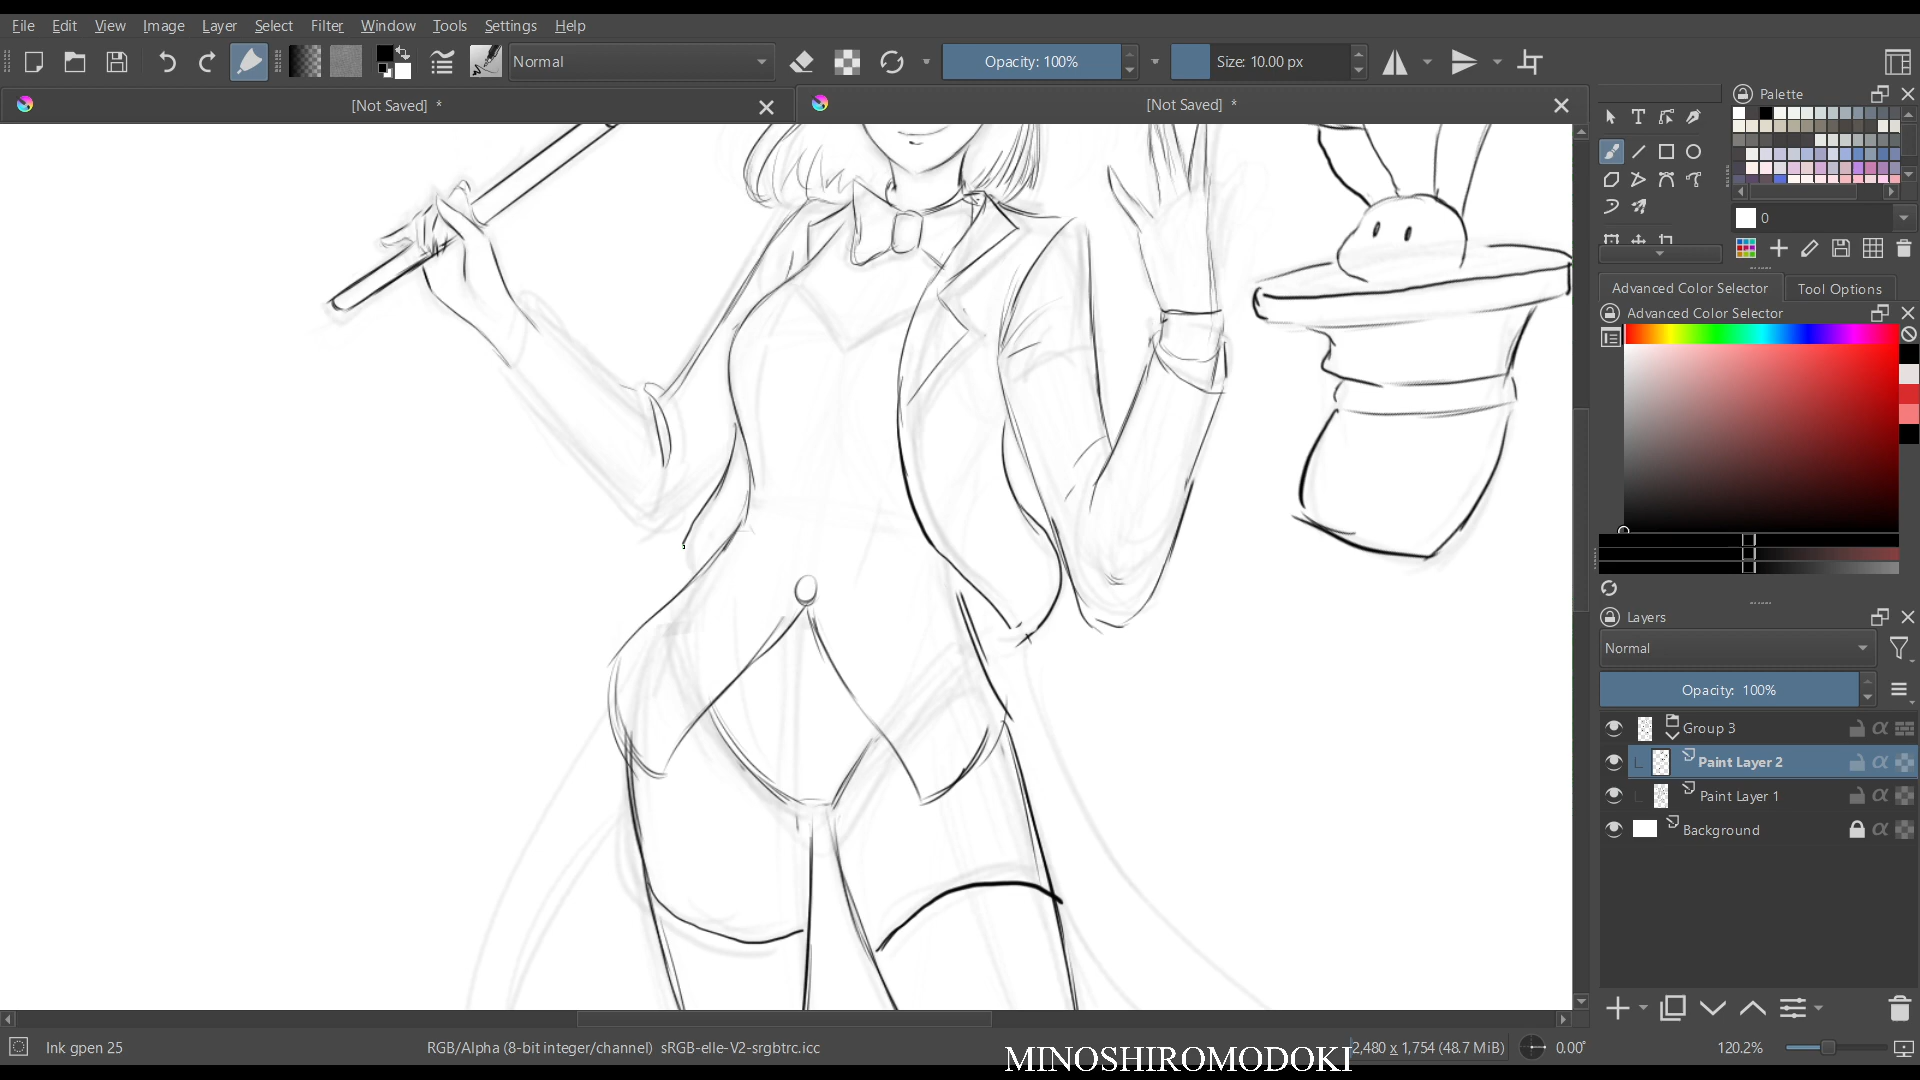 File Edit View Image Layer Select Filter Window Tools Settings Help
Normal Opacity: 100% Size: 10.00 px
[Not Saved] * [Not Saved] *
Palette
0
Advanced Color Selector Tool Options
Advanced Color Selector
Layers
Normal
Opacity: 100%
Group 3
Paint Layer 2
Paint Layer 1
Background
Ink gpen 25 RGB/Alpha (8-bit integer/channel) sRGB-elle-V2-srgbtrc.icc 2,480 x 1,754 (48.7 MiB) 0.00° 120.2%
MINOSHIROMODOKI